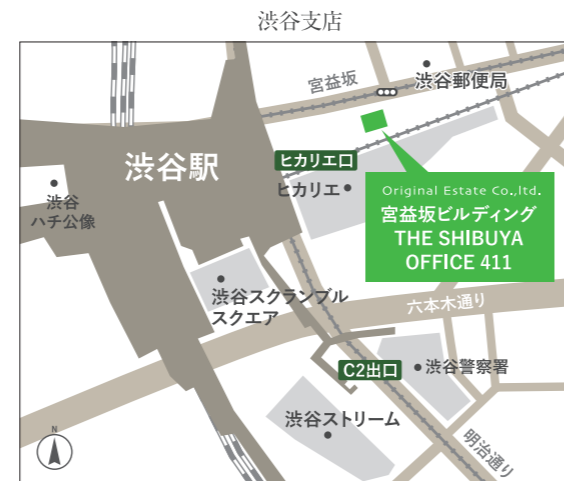 渋谷支店
宮益坂
渋谷郵便局
渋谷駅
ヒカリエ口
ヒカリエ
Original Estate Co.,ltd.
宮益坂ビルディング
THE SHIBUYA
OFFICE 411
渋谷
ハチ公像
渋谷スクランブル
スクエア
六本木通り
C2出口
渋谷警察署
渋谷ストリーム
明治通り
N